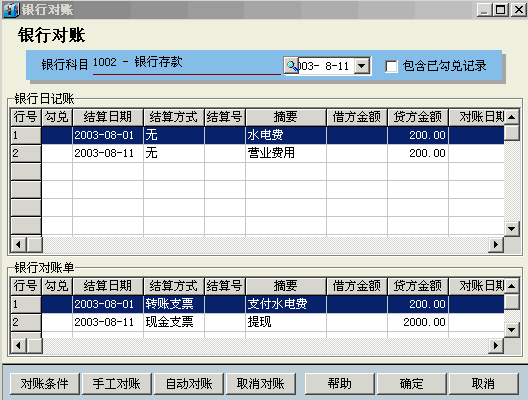 银行对账
银行对账
银行科目 1002 - 银行存款 003- 8-11 包含已勾兑记录
银行日记账
行号 勾兑 结算日期 结算方式 结算号 摘要 借方金额 贷方金额 对账日期
1 2003-08-01 无 水电费 200.00
2 2003-08-11 无 营业费用 200.00
银行对账单
行号 勾兑 结算日期 结算方式 结算号 摘要 借方金额 贷方金额 对账日期
1 2003-08-01 转账支票 支付水电费 200.00
2 2003-08-11 现金支票 提现 2000.00
对账条件 手工对账 自动对账 取消对账 帮助 确定 取消